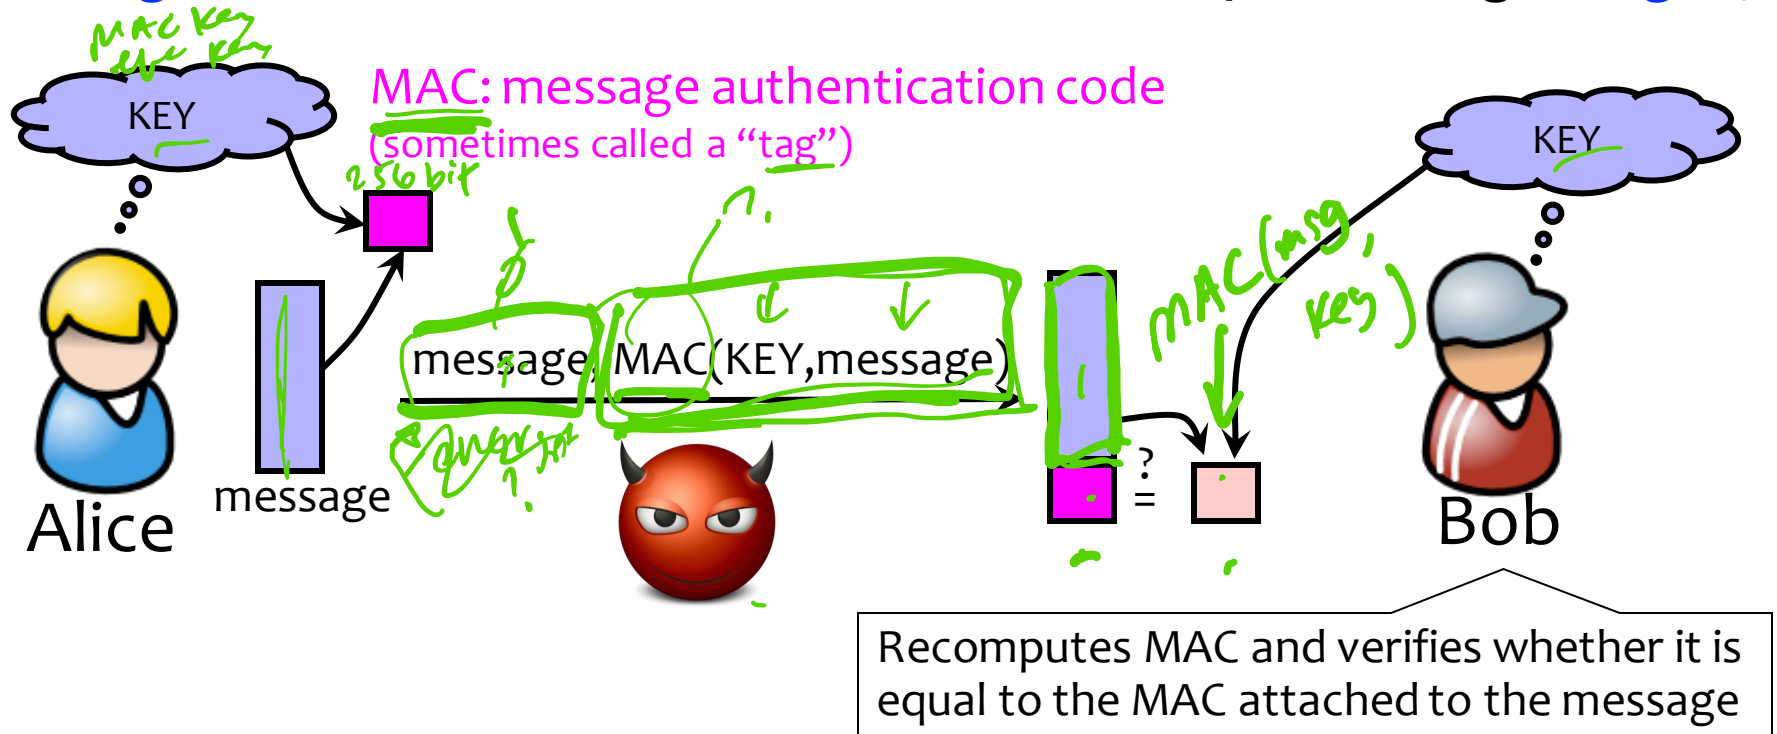 MAC key
key
KEY
MAC: message authentication code
(sometimes called a “tag”)
256 bit
KEY
?
MAC(msg,
key)
message, MAC(KEY,message)
?
?
=
message
Alice
Bob
Recomputes MAC and verifies whether it is
equal to the MAC attached to the message